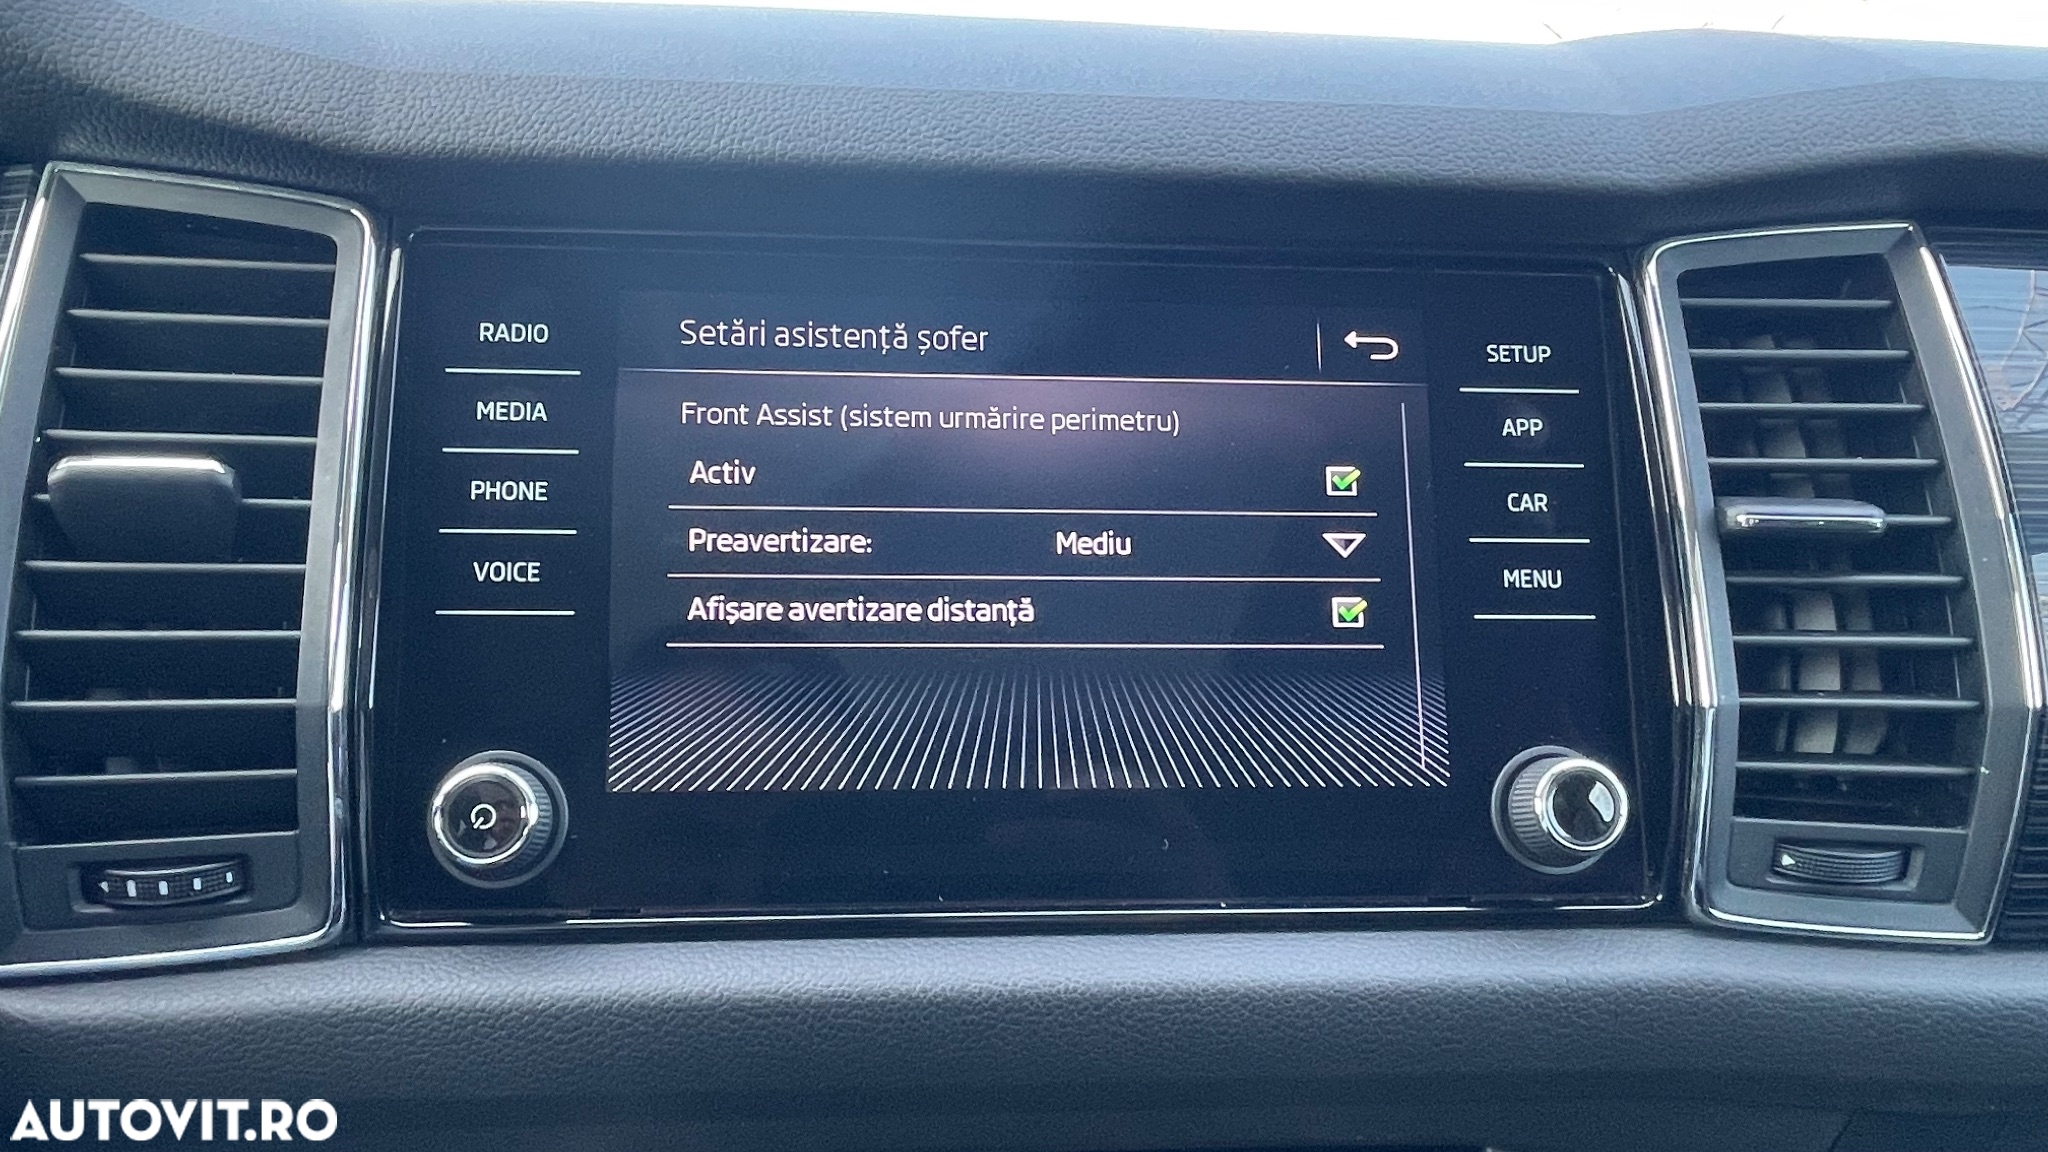 RADIO
MEDIA
PHONE
VOICE
Setări asistență șofer
Front Assist (sistem urmărire perimetru)
Activ
Preavertizare: Mediu
Afișare avertizare distanță
SETUP
APP
CAR
MENU
AUTOVIT.RO